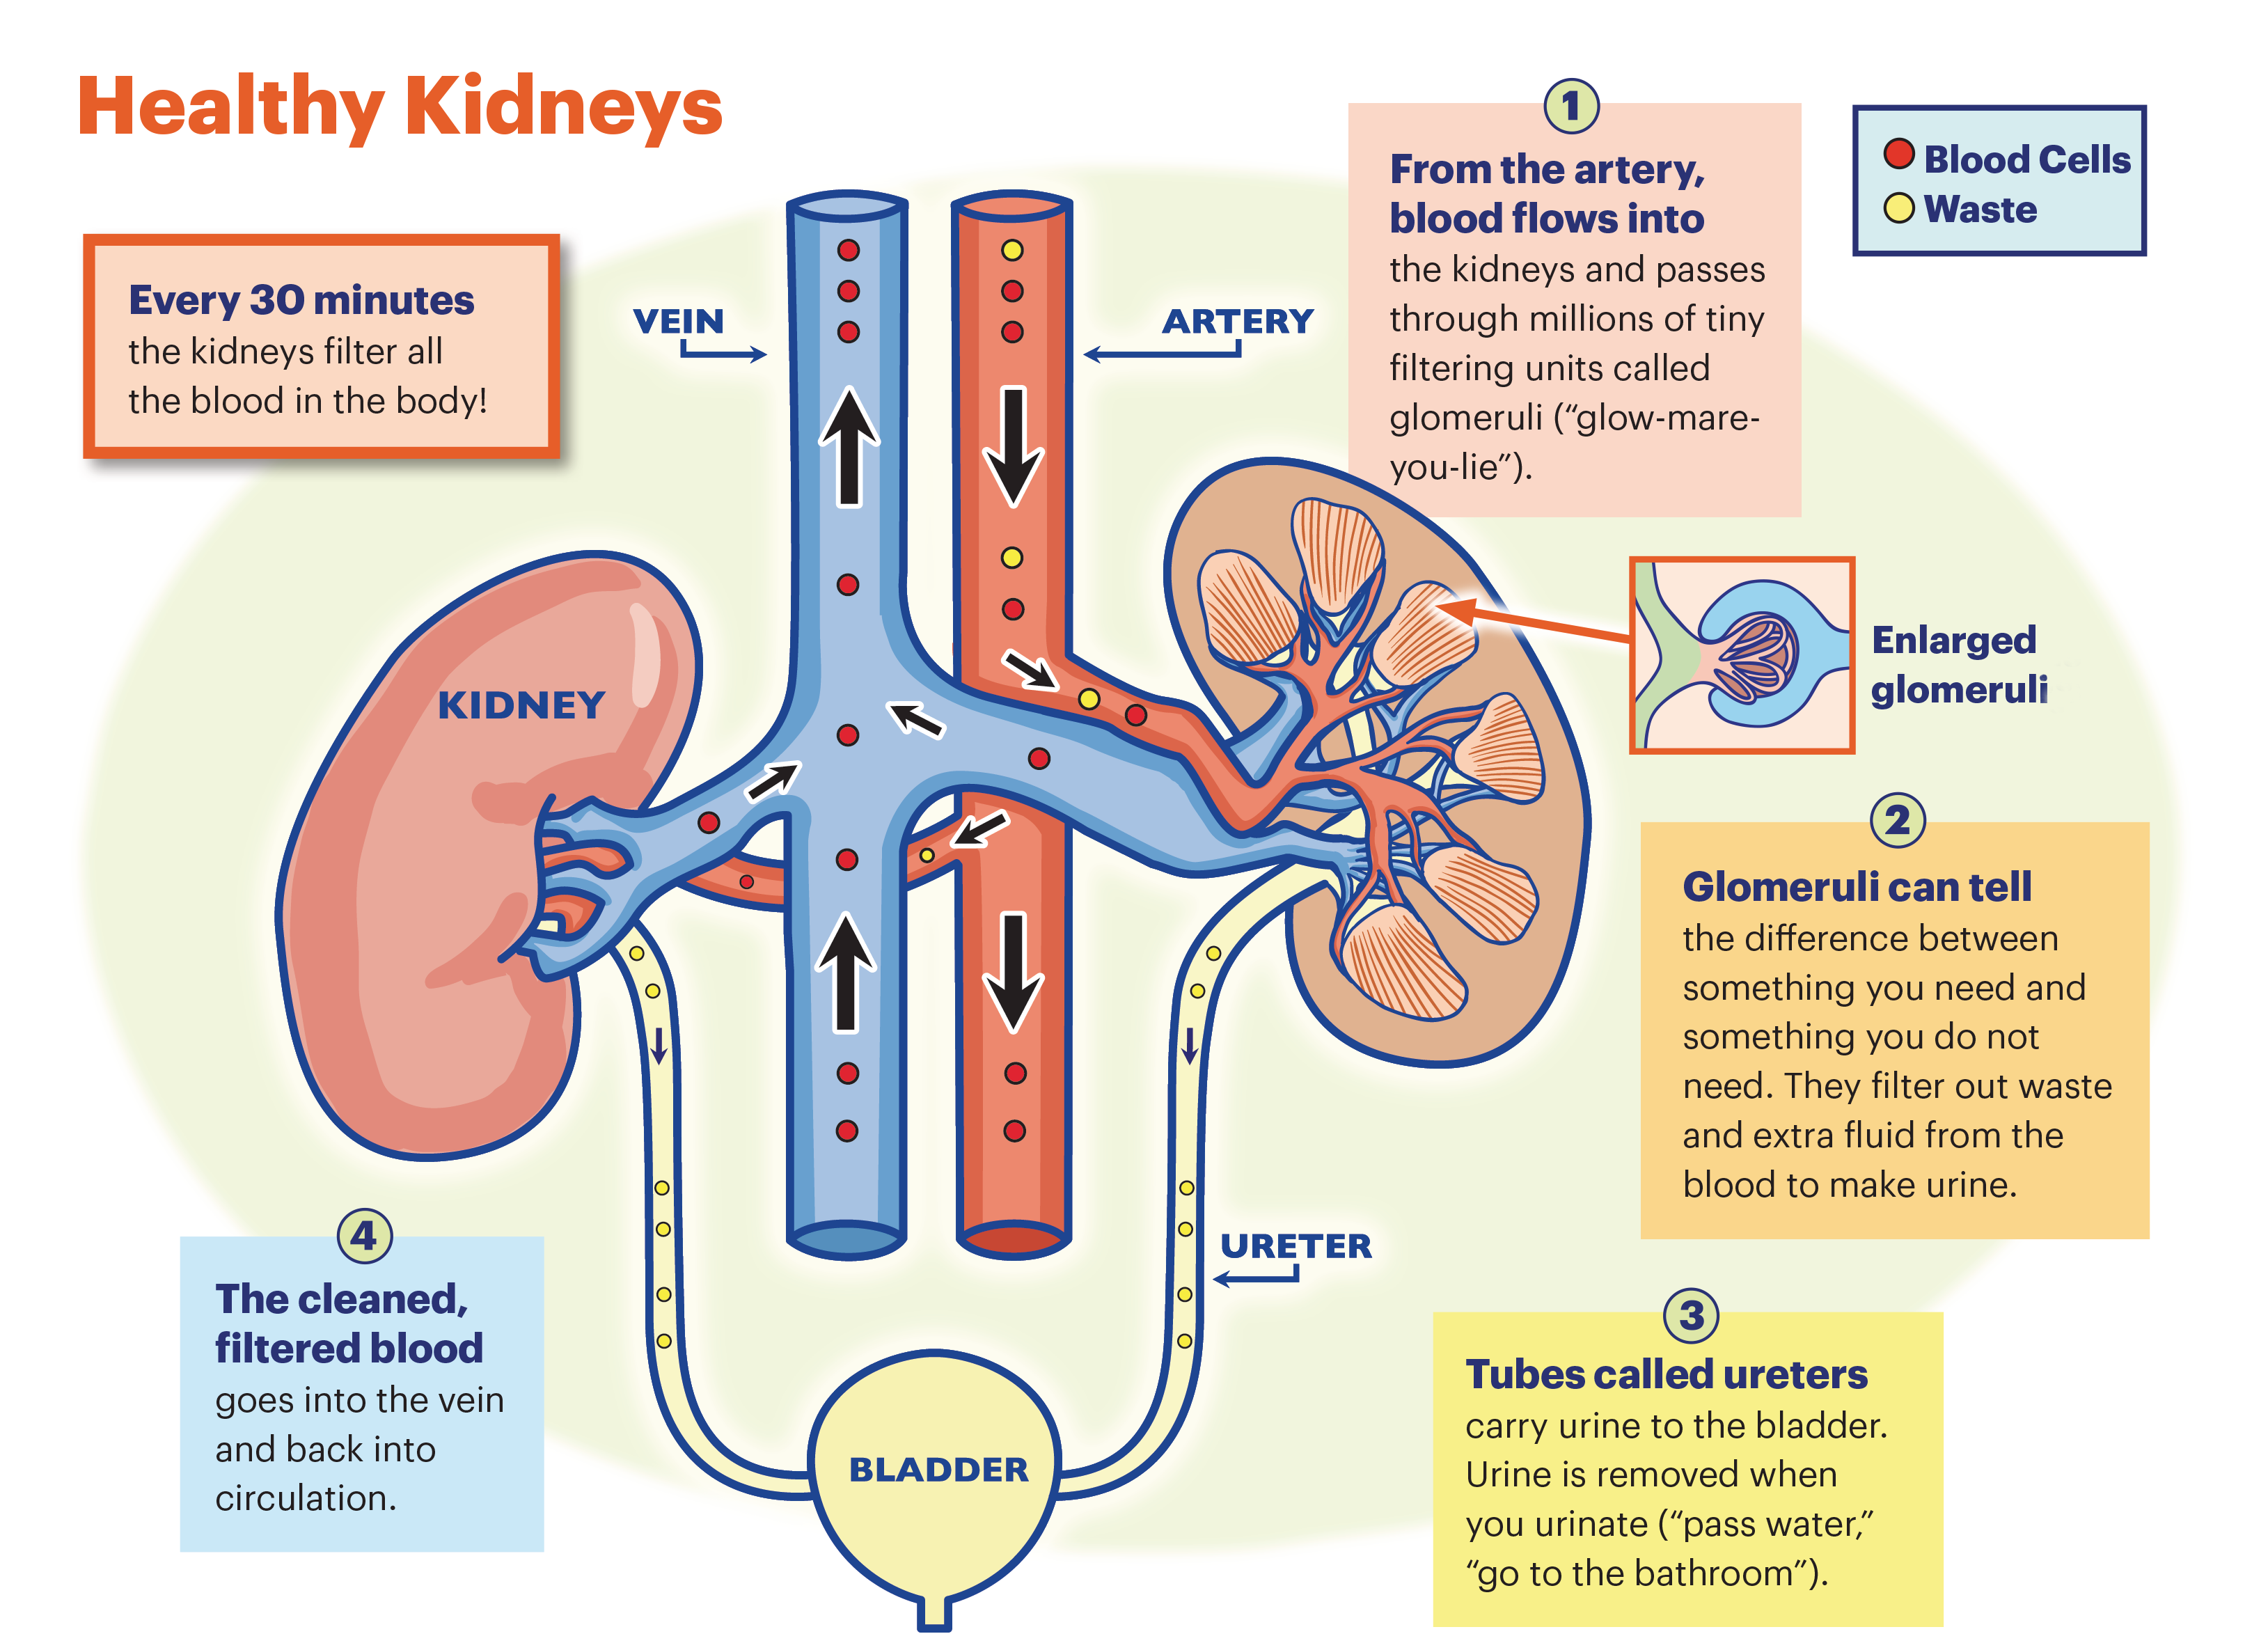 Healthy Kidneys
Every 30 minutes
the kidneys filter all
the blood in the body!
VEIN
ARTERY
1
From the artery,
blood flows into
the kidneys and passes
through millions of tiny
filtering units called
glomeruli (“glow-mare-
you-lie”).
Blood Cells
Waste
KIDNEY
Enlarged
glomeruli
2
Glomeruli can tell
the difference between
something you need and
something you do not
need. They filter out waste
and extra fluid from the
blood to make urine.
URETER
3
Tubes called ureters
carry urine to the bladder.
Urine is removed when
you urinate (“pass water,”
“go to the bathroom”).
BLADDER
4
The cleaned,
filtered blood
goes into the vein
and back into
circulation.